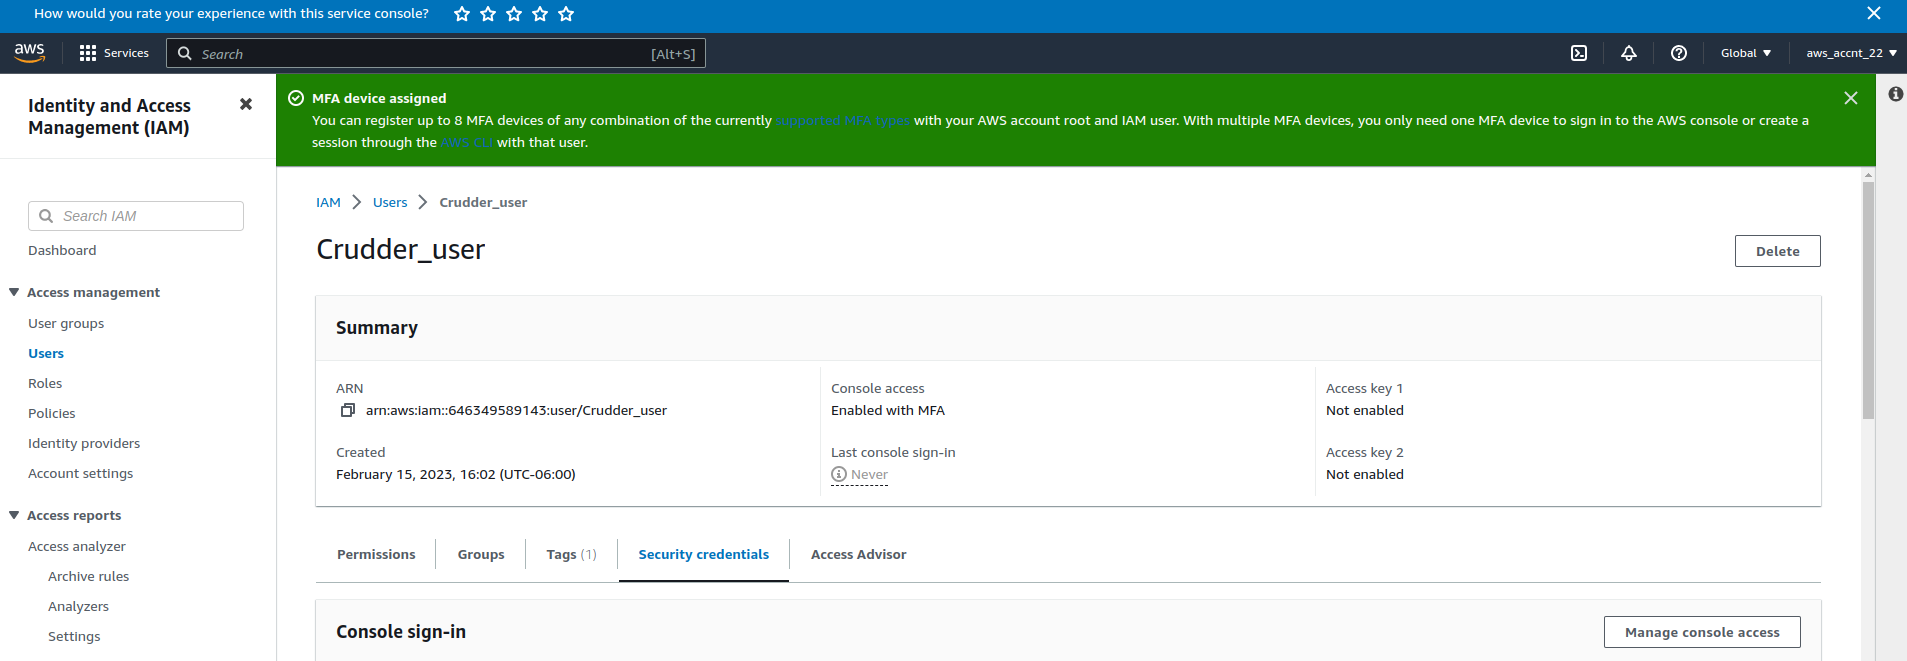 How would you rate your experience with this service console?
aws
Services
Search
[Alt+S]
Global
aws_accnt_22
Identity and Access
Management (IAM)
Search IAM
Dashboard
Access management
User groups
Users
Roles
Policies
Identity providers
Account settings
Access reports
Access analyzer
Archive rules
Analyzers
Settings
MFA device assigned
You can register up to 8 MFA devices of any combination of the currently supported MFA types with your AWS account root and IAM user. With multiple MFA devices, you only need one MFA device to sign in to the AWS console or create a
session through the AWS CLI with that user.
IAM
Users
Crudder_user
Crudder_user
Delete
Summary
ARN
arn:aws:iam::646349589143:user/Crudder_user
Created
February 15, 2023, 16:02 (UTC-06:00)
Console access
Enabled with MFA
Last console sign-in
Never
Access key 1
Not enabled
Access key 2
Not enabled
Permissions
Groups
Tags (1)
Security credentials
Access Advisor
Console sign-in
Manage console access